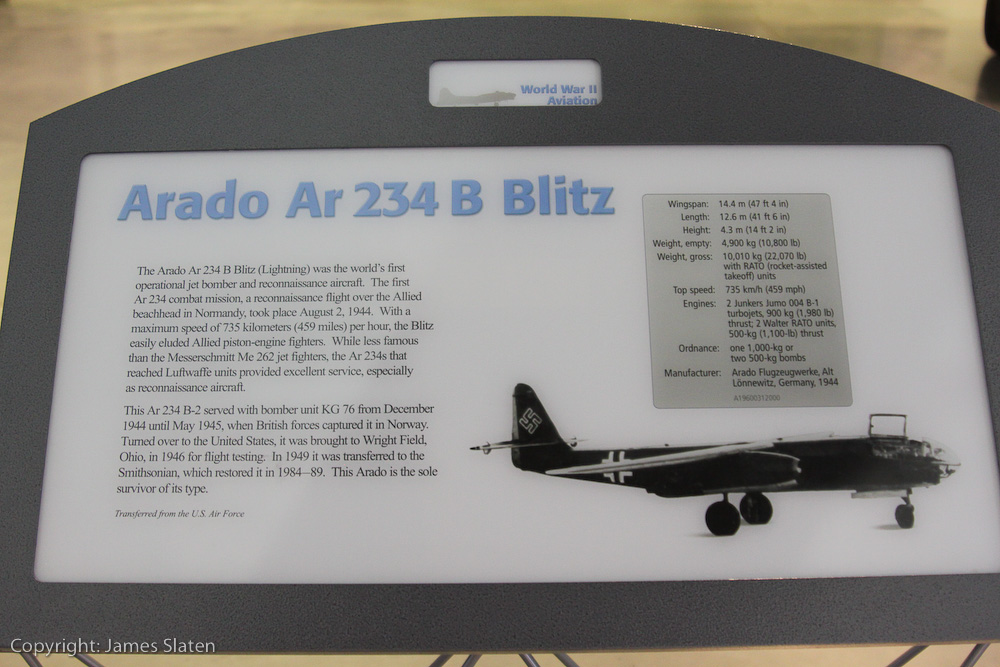 World War II
Aviation
Arado Ar 234 B Blitz
The Arado Ar 234 B Blitz (Lightning) was the world's first
operational jet bomber and reconnaissance aircraft. The first
Ar 234 combat mission, a reconnaissance flight over the Allied
beachhead in Normandy, took place August 2, 1944. With a
maximum speed of 735 kilometers (459 miles) per hour, the Blitz
easily eluded Allied piston-engine fighters. While less famous
than the Messerschmitt Me 262 jet fighters, the Ar 234s that
reached Luftwaffe units provided excellent service, especially
as reconnaissance aircraft.
This Ar 234 B-2 served with bomber unit KG 76 from December
1944 until May 1945, when British forces captured it in Norway.
Turned over to the United States, it was brought to Wright Field,
Ohio, in 1946 for flight testing. In 1949 it was transferred to the
Smithsonian, which restored it in 1984–89. This Arado is the sole
survivor of its type.
Transferred from the U.S. Air Force
Wingspan: 14.4 m (47 ft 4 in)
Length: 12.6 m (41 ft 6 in)
Height: 4.3 m (14 ft 2 in)
Weight, empty: 4,900 kg (10,800 lb)
Weight, gross: 10,010 kg (22,070 lb)
with RATO (rocket-assisted
takeoff) units
Top speed: 735 km/h (459 mph)
Engines: 2 Junkers Jumo 004 B-1
turbojets, 900 kg (1,980 lb)
thrust; 2 Walter RATO units,
500-kg (1,100-lb) thrust
Ordnance: one 1,000-kg or
two 500-kg bombs
Manufacturer: Arado Flugzeugwerke, Alt
Lönnewitz, Germany, 1944
A19600312000
Copyright: James Slaten